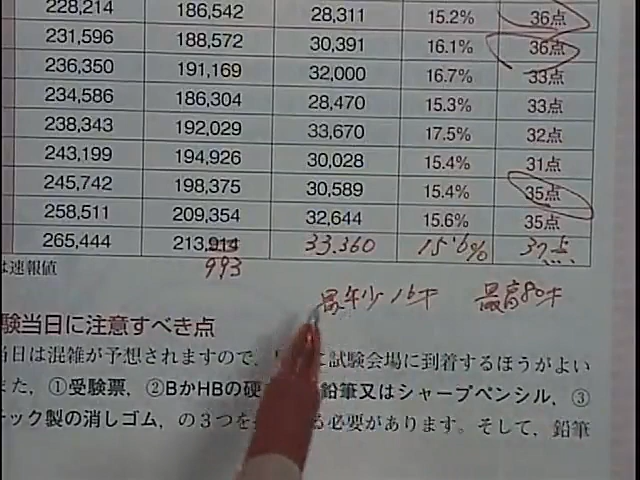 228,214 186,542 28,311 15.2% 36点
231,596 188,572 30,391 16.1% 36点
236,350 191,169 32,000 16.7% 33点
234,586 186,304 28,470 15.3% 33点
238,343 192,029 33,670 17.5% 32点
243,199 194,926 30,028 15.4% 31点
245,742 198,375 30,589 15.4% 35点
258,511 209,354 32,644 15.6% 35点
265,444 213,914 33.360 15.6% 37点
は速報値 993
最年少16才 最高80才
験当日に注意すべき点
当日は混雑が予想されますので、 に試験会場に到着するほうがよい
また、①受験票、②BかHBの硬 鉛筆又はシャープペンシル、③
チック製の消しゴム、の3つを る必要があります。そして、鉛筆